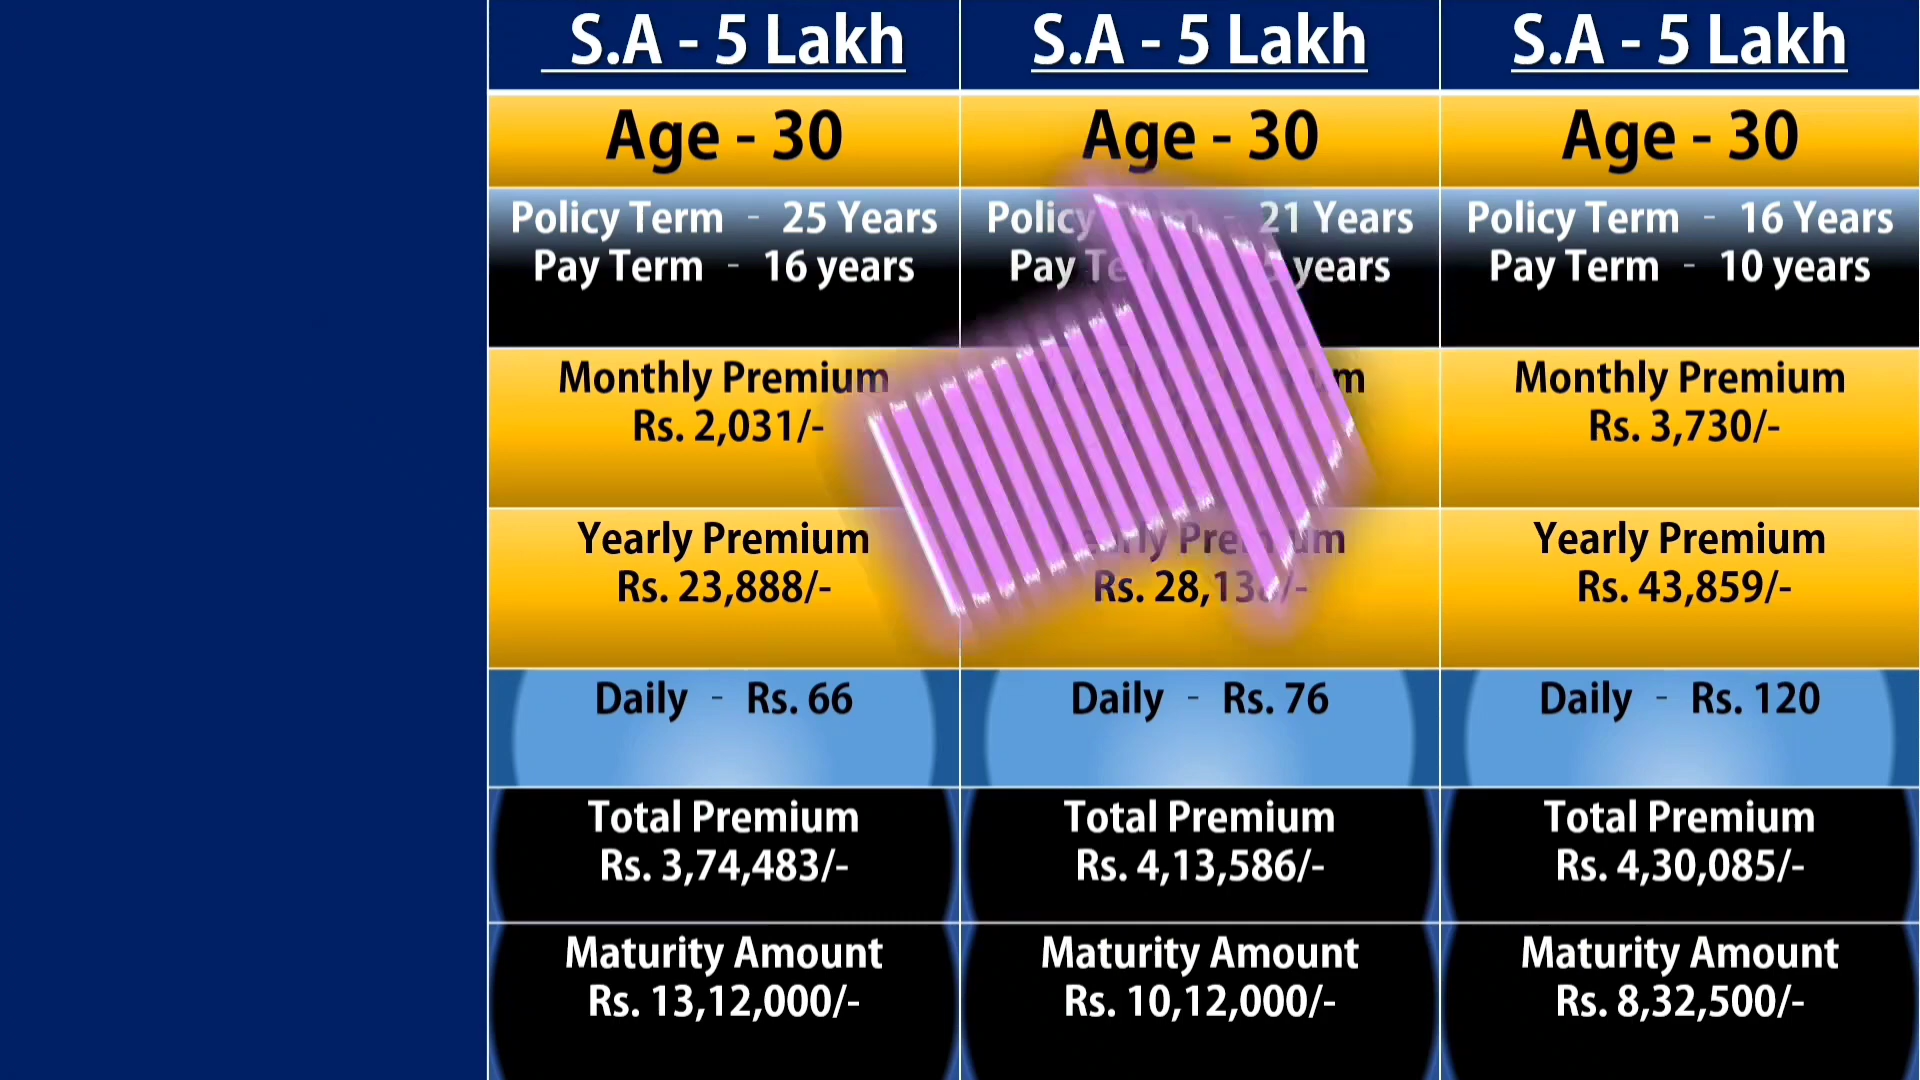 S.A - 5 Lakh
Age - 30
Policy Term - 25 Years
Pay Term - 16 years
Monthly Premium
Rs. 2,031/-
Yearly Premium
Rs. 23,888/-
Daily - Rs. 66
Total Premium
Rs. 3,74,483/-
Maturity Amount
Rs. 13,12,000/-
S.A - 5 Lakh
Age - 30
Policy Term - 21 Years
Pay Term years
Yearly Premium
Daily - Rs. 76
Total Premium
Rs. 4,13,586/-
Maturity Amount
Rs. 10,12,000/-
S.A - 5 Lakh
Age - 30
Policy Term - 16 Years
Pay Term - 10 years
Monthly Premium
Rs. 3,730/-
Yearly Premium
Rs. 43,859/-
Daily - Rs. 120
Total Premium
Rs. 4,30,085/-
Maturity Amount
Rs. 8,32,500/-